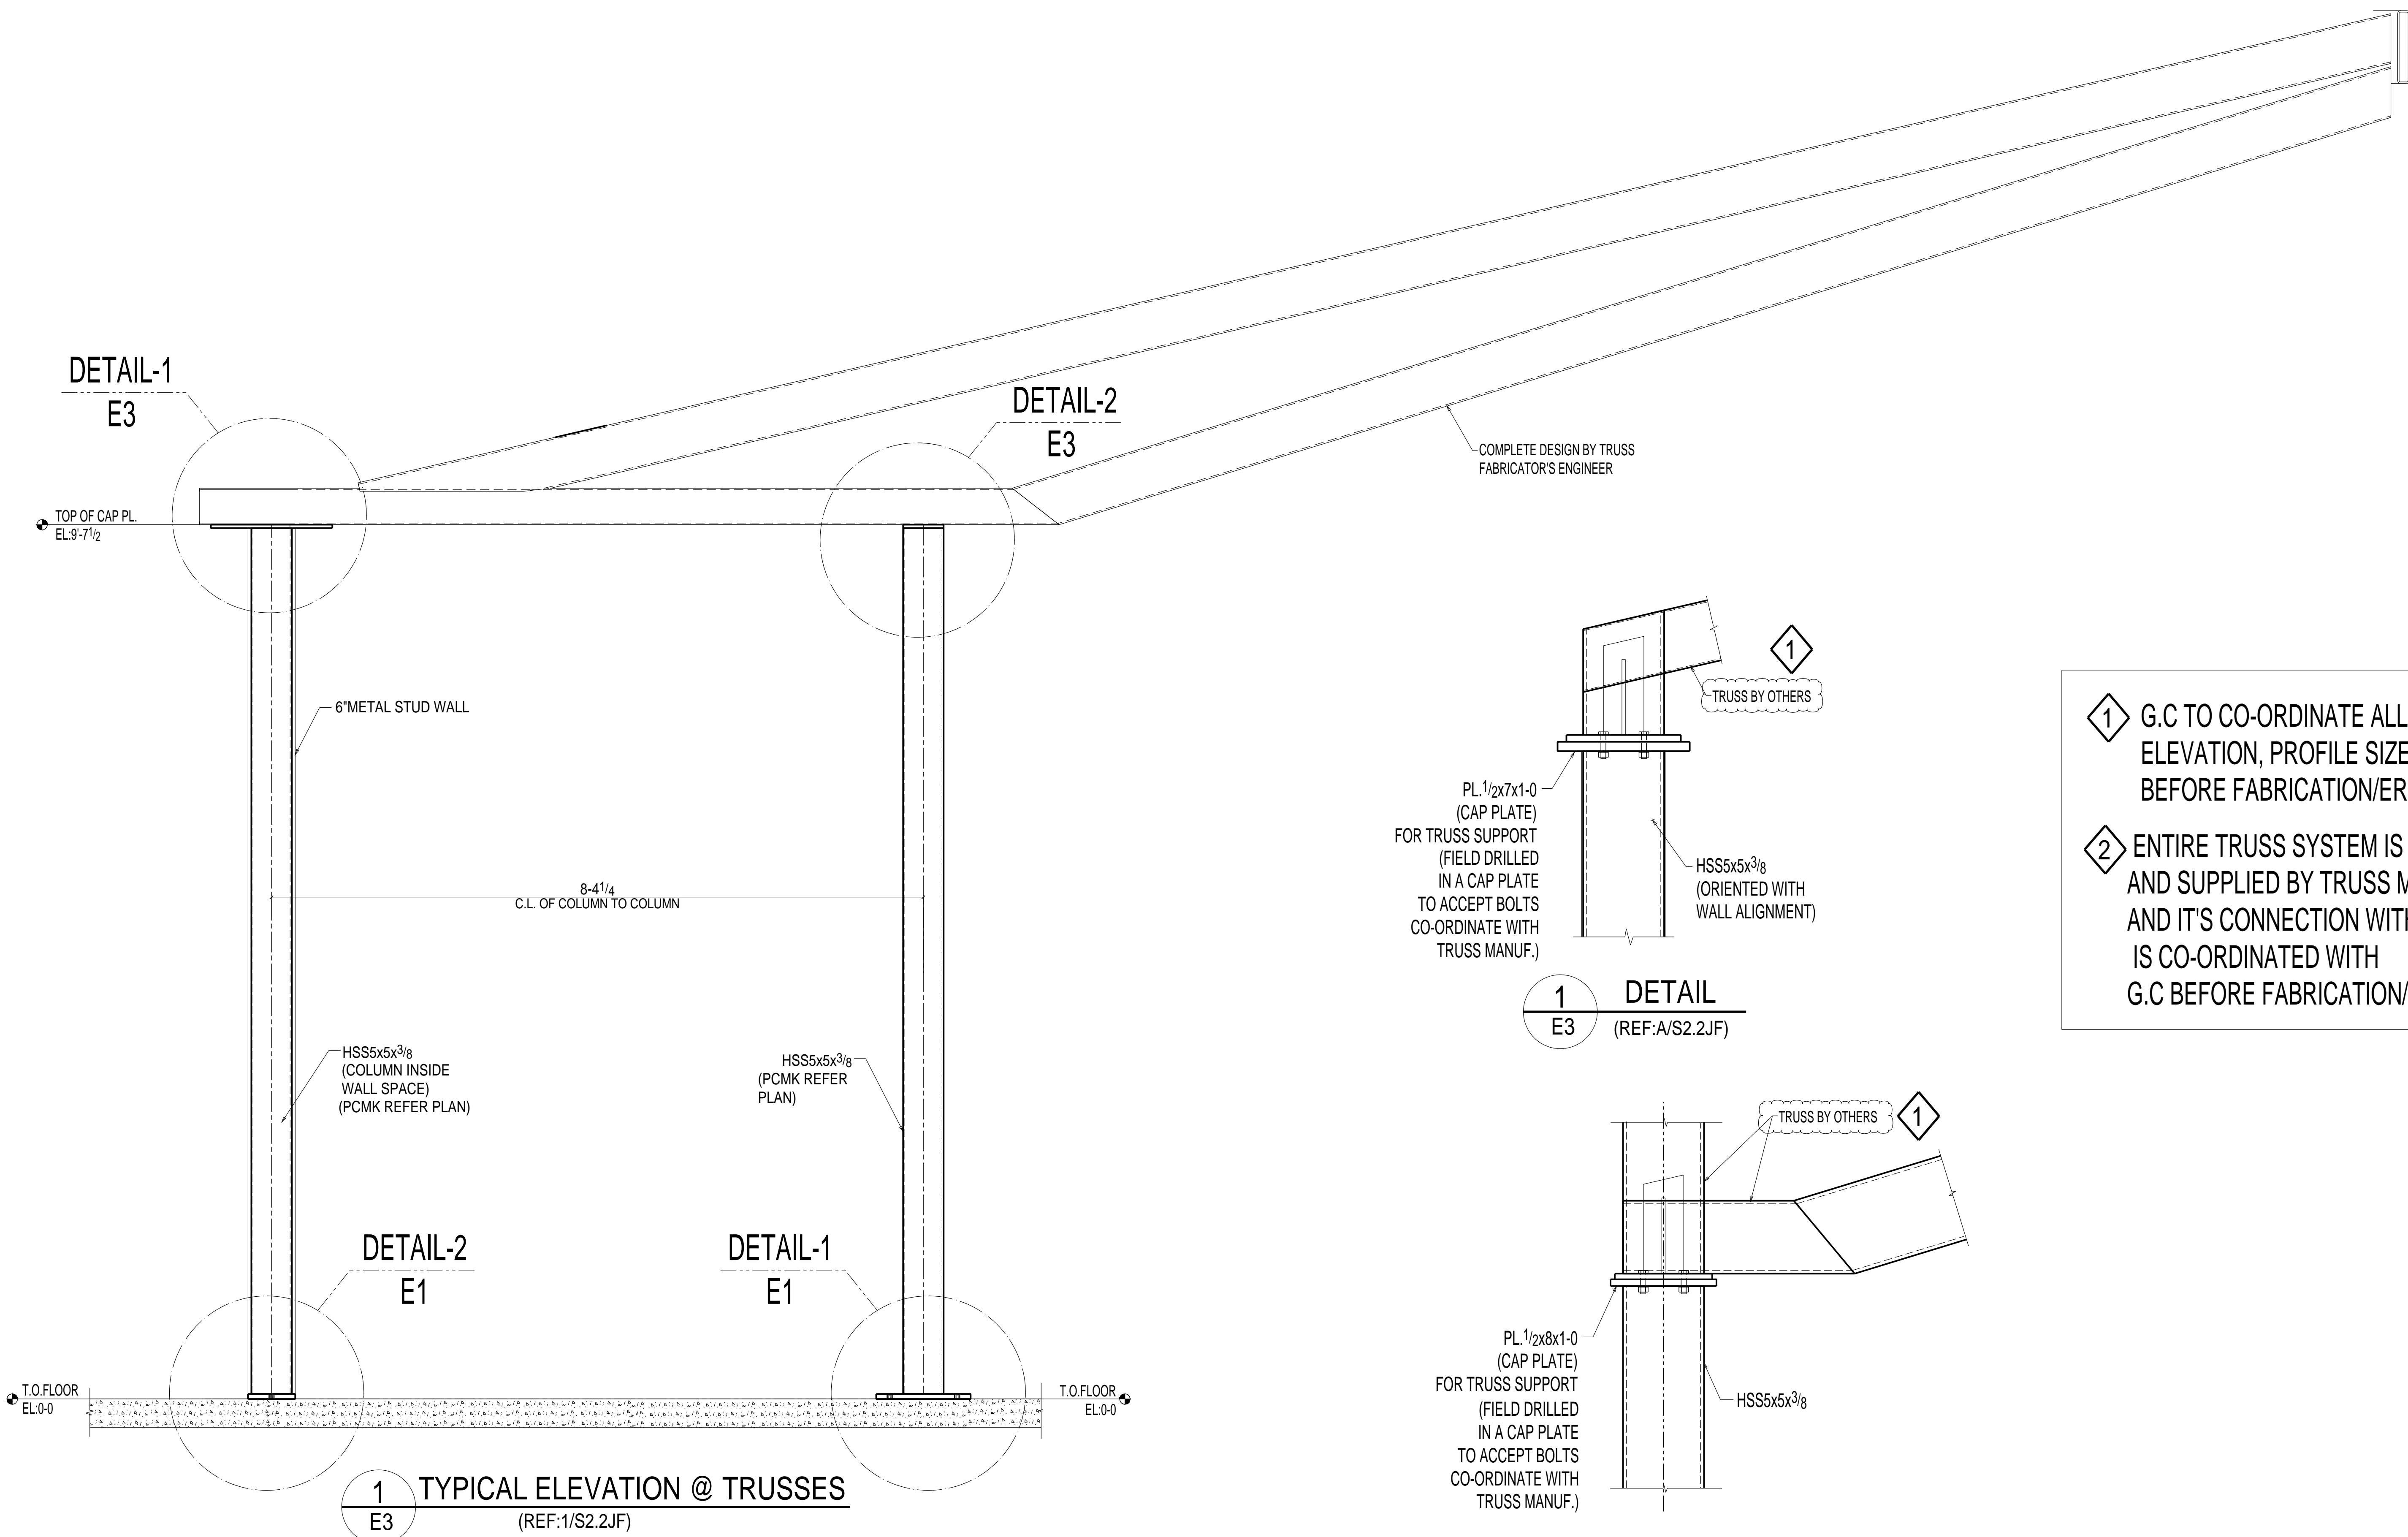 DETAIL-1
E3
DETAIL-2
E3
COMPLETE DESIGN BY TRUSS
FABRICATOR'S ENGINEER
TOP OF CAP PL.
EL:9'-71/2
6"METAL STUD WALL
8-41/4
C.L. OF COLUMN TO COLUMN
HSS5x5x3/8
(COLUMN INSIDE
WALL SPACE)
(PCMK REFER PLAN)
HSS5x5x3/8
(PCMK REFER
PLAN)
DETAIL-2
E1
DETAIL-1
E1
T.O.FLOOR
EL:0-0
T.O.FLOOR
EL:0-0
1
E3
TYPICAL ELEVATION @ TRUSSES
(REF:1/S2.2JF)
1
TRUSS BY OTHERS
PL.1/2x7x1-0
(CAP PLATE)
FOR TRUSS SUPPORT
(FIELD DRILLED
IN A CAP PLATE
TO ACCEPT BOLTS
CO-ORDINATE WITH
TRUSS MANUF.)
HSS5x5x3/8
(ORIENTED WITH
WALL ALIGNMENT)
1
E3
DETAIL
(REF:A/S2.2JF)
TRUSS BY OTHERS
1
PL.1/2x8x1-0
(CAP PLATE)
FOR TRUSS SUPPORT
(FIELD DRILLED
IN A CAP PLATE
TO ACCEPT BOLTS
CO-ORDINATE WITH
TRUSS MANUF.)
HSS5x5x3/8
1 G.C TO CO-ORDINATE ALL
ELEVATION, PROFILE SIZE
BEFORE FABRICATION/ER
2 ENTIRE TRUSS SYSTEM IS
AND SUPPLIED BY TRUSS M
AND IT'S CONNECTION WITH
IS CO-ORDINATED WITH
G.C BEFORE FABRICATION/